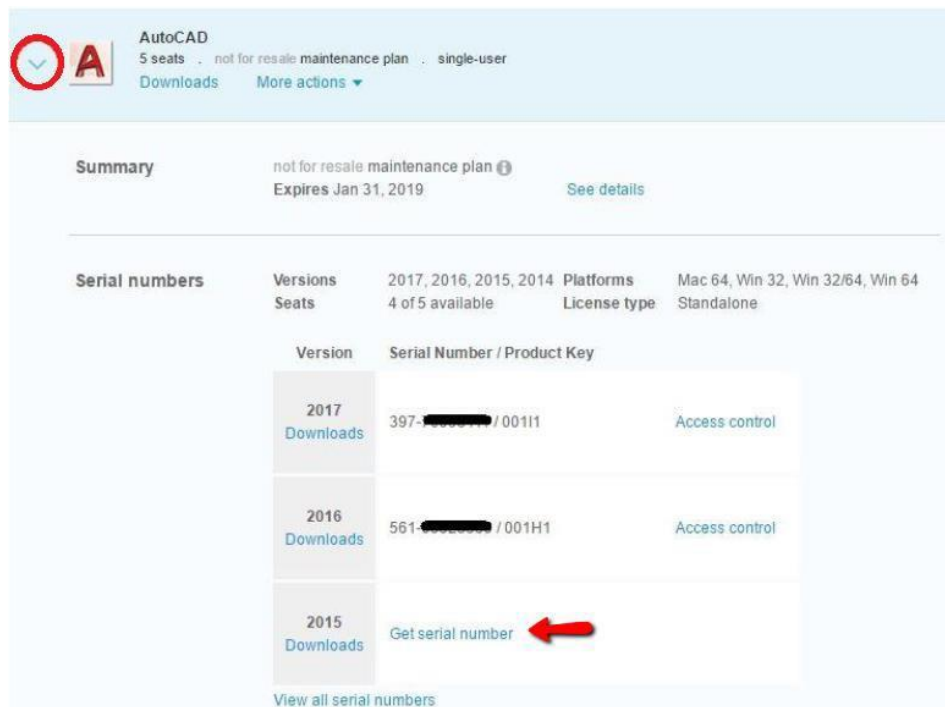 AutoCAD
5 seats . not for resale maintenance plan . single-user
Downloads More actions
Summary not for resale maintenance plan
Expires Jan 31, 2019 See details
Serial numbers Versions 2017, 2016, 2015, 2014 Platforms Mac 64, Win 32, Win 32/64, Win 64
Seats 4 of 5 available License type Standalone
Version Serial Number / Product Key
2017
Downloads
397- / 001I1 Access control
2016
Downloads
561- / 001H1 Access control
2015
Downloads
Get serial number
View all serial numbers